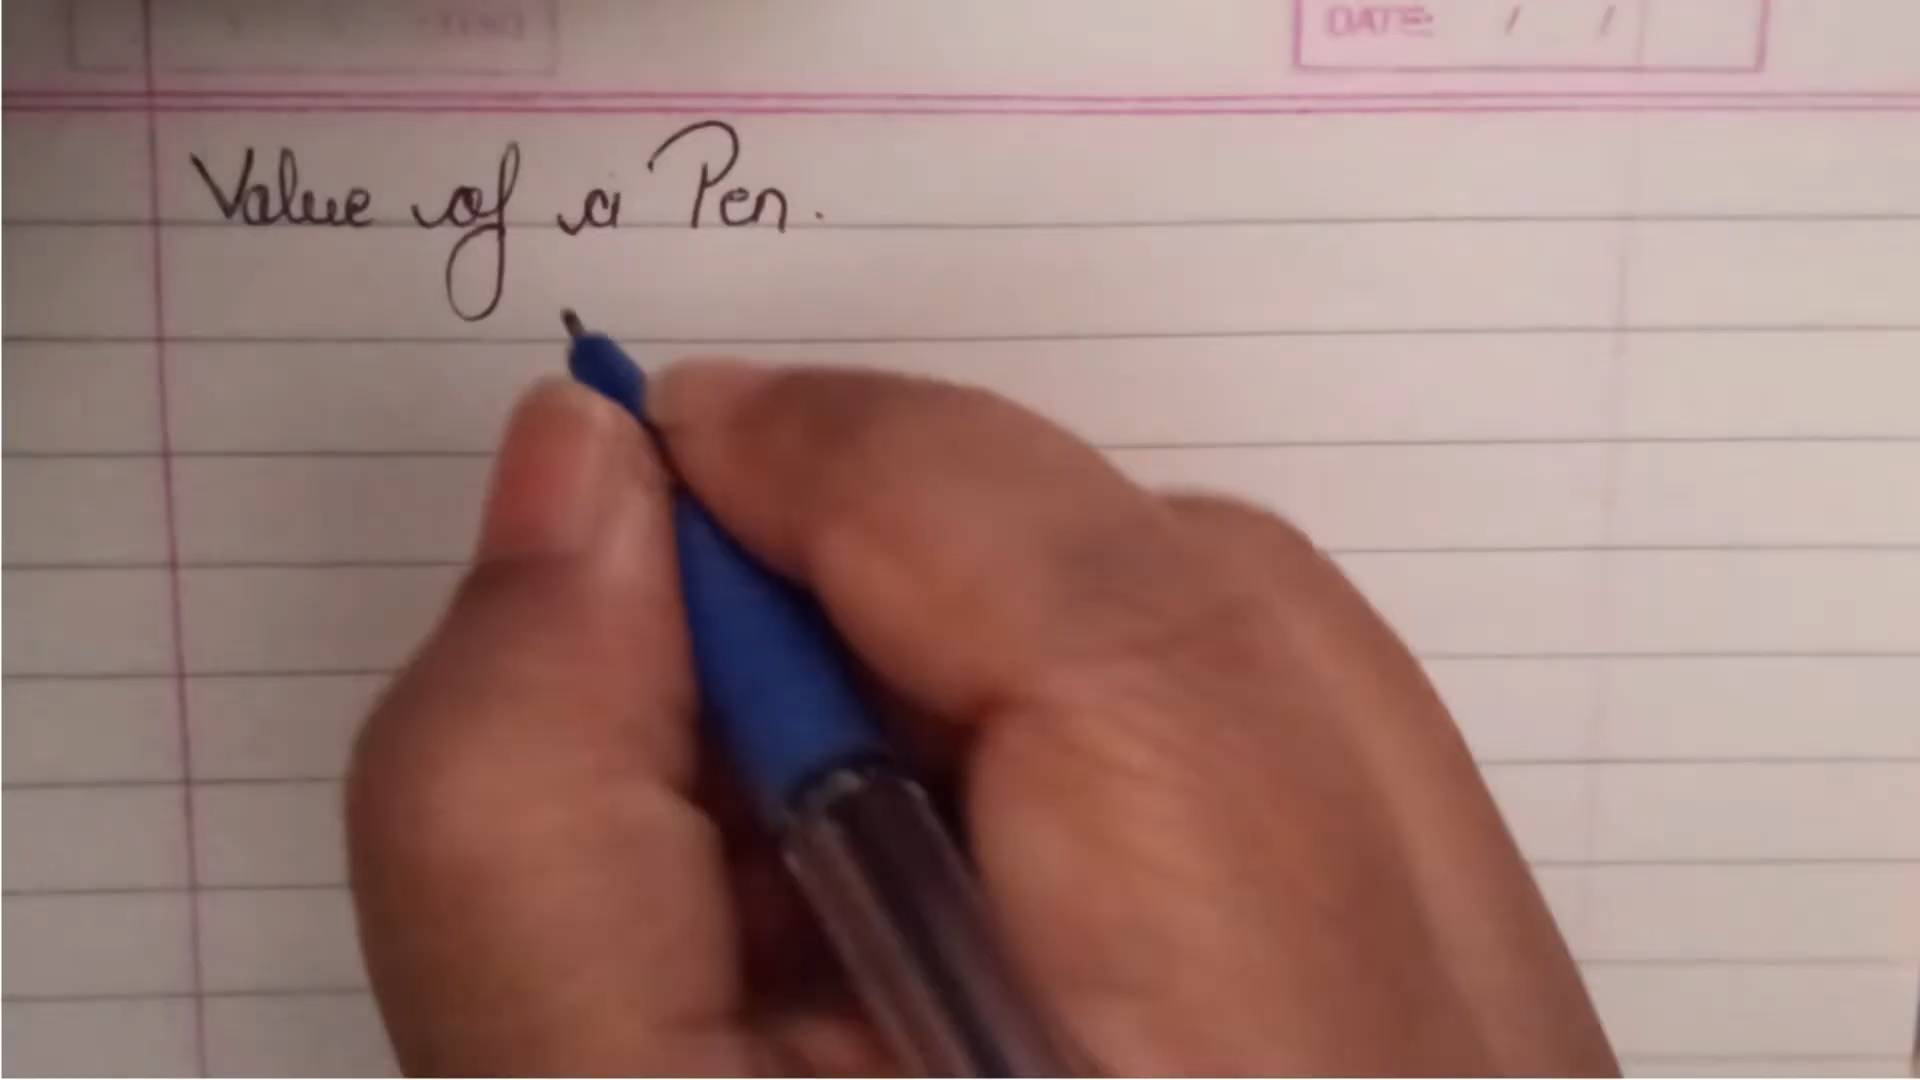 DATE: / /
Value of a Pen.